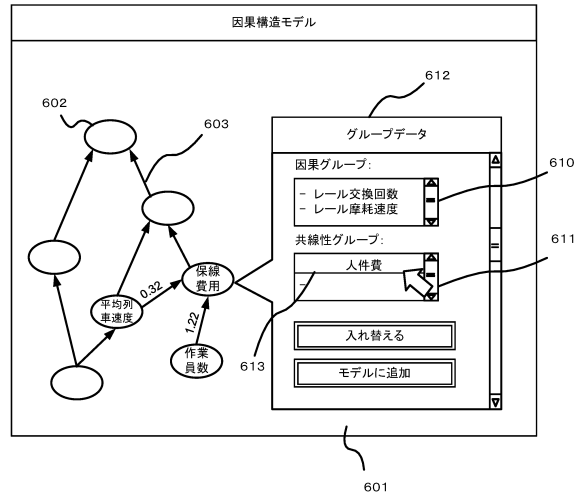 因果構造モデル
612
602
603
グループデータ
因果グループ:
610
－ レール交換回数
－ レール摩耗速度
共線性グループ:
611
人件費
－
保線
費用
0.32
平均列
車速度
1.22
入れ替える
作業
員数
613
モデルに追加
601